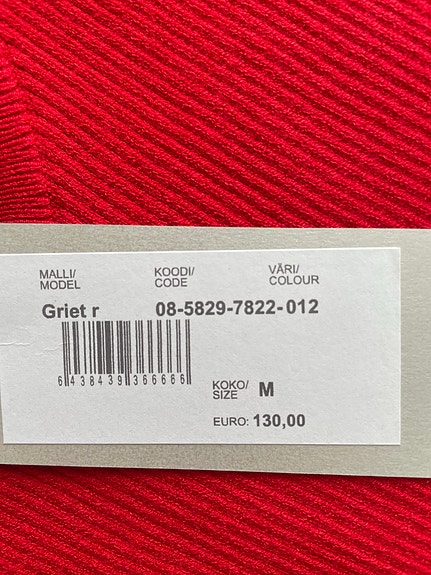 MALLI/ KOODI/ VÄRI/
MODEL CODE COLOUR
Griet r 08-5829-7822-012
6 438439 366666
KOKO/
SIZE M
EURO: 130,00